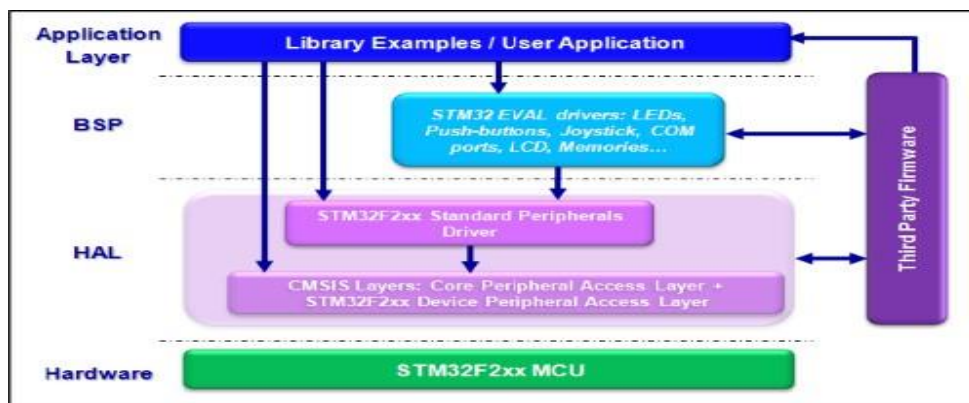 Application
Layer
Library Examples / User Application
BSP
STM32 EVAL drivers: LEDs,
Push-buttons, Joystick, COM
ports, LCD, Memories...
HAL
STM32F2xx Standard Peripherals
Driver
CMSIS Layers: Core Peripheral Access Layer +
STM32F2xx Device Peripheral Access Layer
Hardware
STM32F2xx MCU
Third Party Firmware